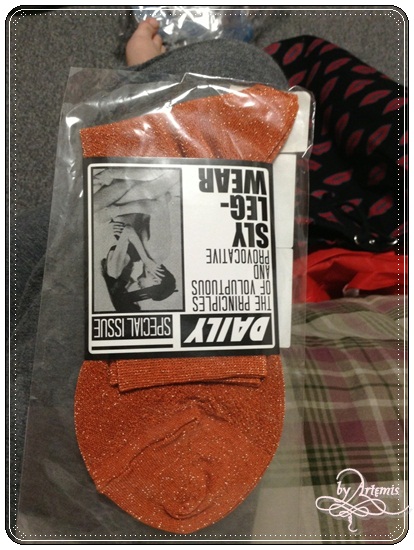 DAILY
SPECIAL ISSUE
THE PRINCIPLES
OF VOLUPTUOUS
AND
PROVOCATIVE
SLY
LEG-
WEAR
by Artemis